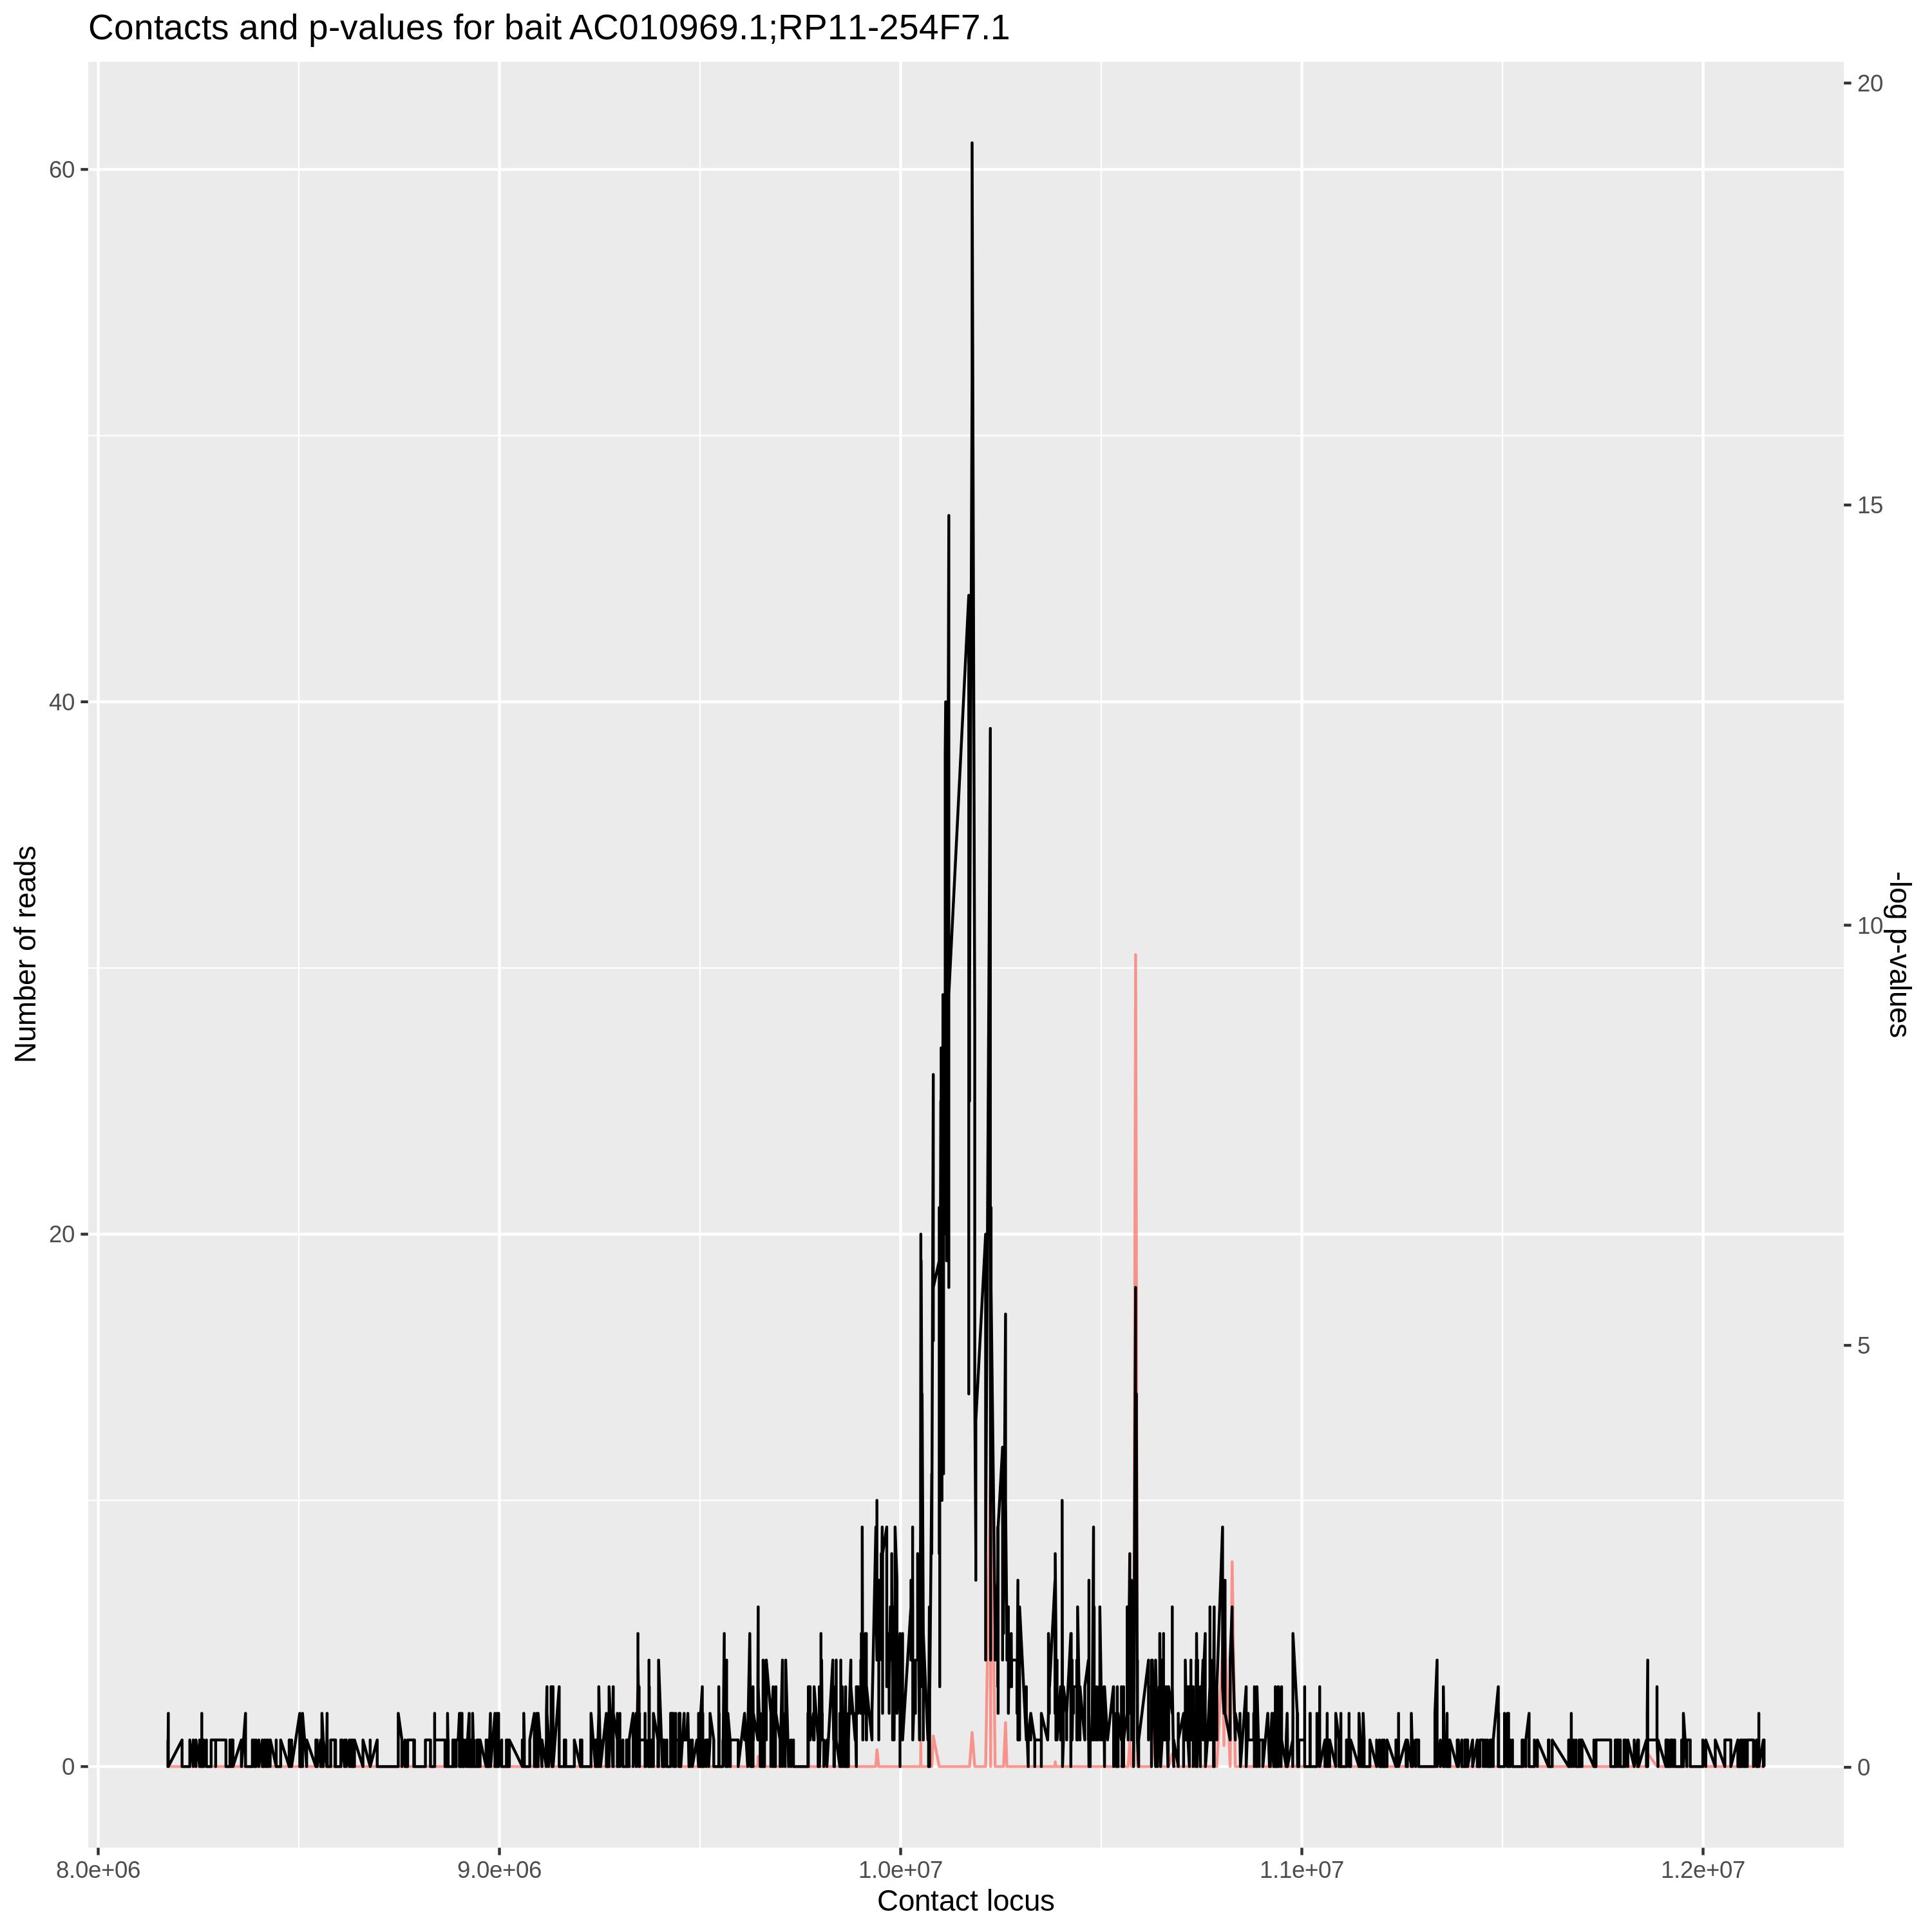 Contacts and p-values for bait AC010969.1;RP11-254F7.1
Number of reads
60
40
20
0
20
15
10
5
0
-log p-values
8.0e+06 9.0e+06 1.0e+07 1.1e+07 1.2e+07
Contact locus